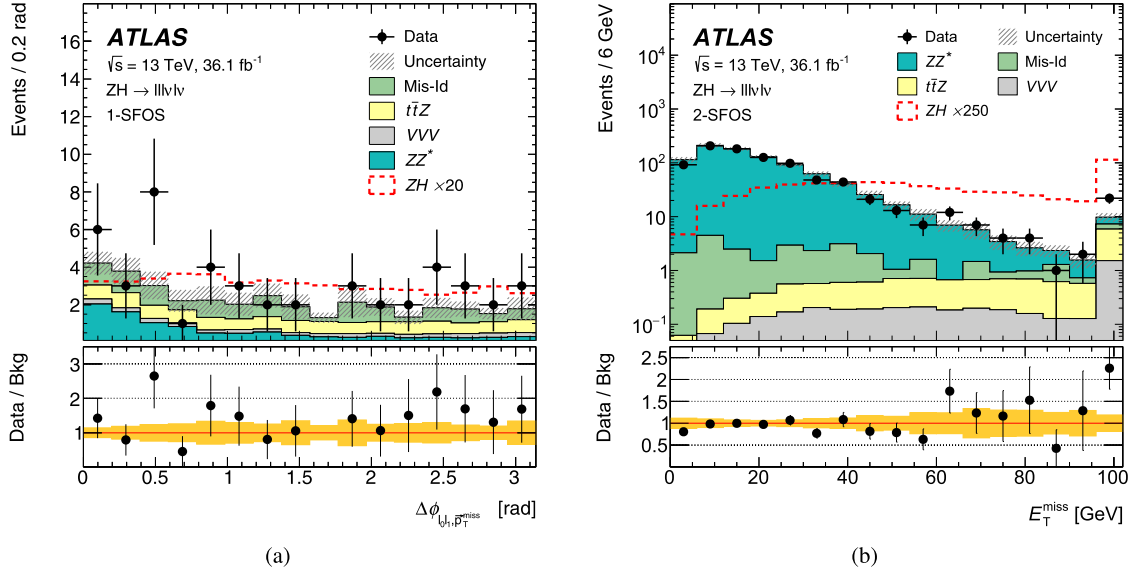 Events / 0.2 rad
16
14
12
10
8
6
4
2
ATLAS
√s = 13 TeV, 36.1 fb⁻¹
ZH → lllνlν
1-SFOS
Data
Uncertainty
Mis-Id
tt̄Z
VVV
ZZ*
ZH ×20
Data / Bkg
3
2
1
0 0.5 1 1.5 2 2.5 3
Δϕ l₀l₁,p⃗ᴛmiss [rad]
(a)
Events / 6 GeV
10⁴
10³
10²
10
1
10⁻¹
ATLAS
√s = 13 TeV, 36.1 fb⁻¹
ZH → lllνlν
2-SFOS
Data
Uncertainty
ZZ*
Mis-Id
tt̄Z
VVV
ZH ×250
Data / Bkg
2.5
2
1.5
1
0.5
0 20 40 60 80 100
E_T^miss [GeV]
(b)